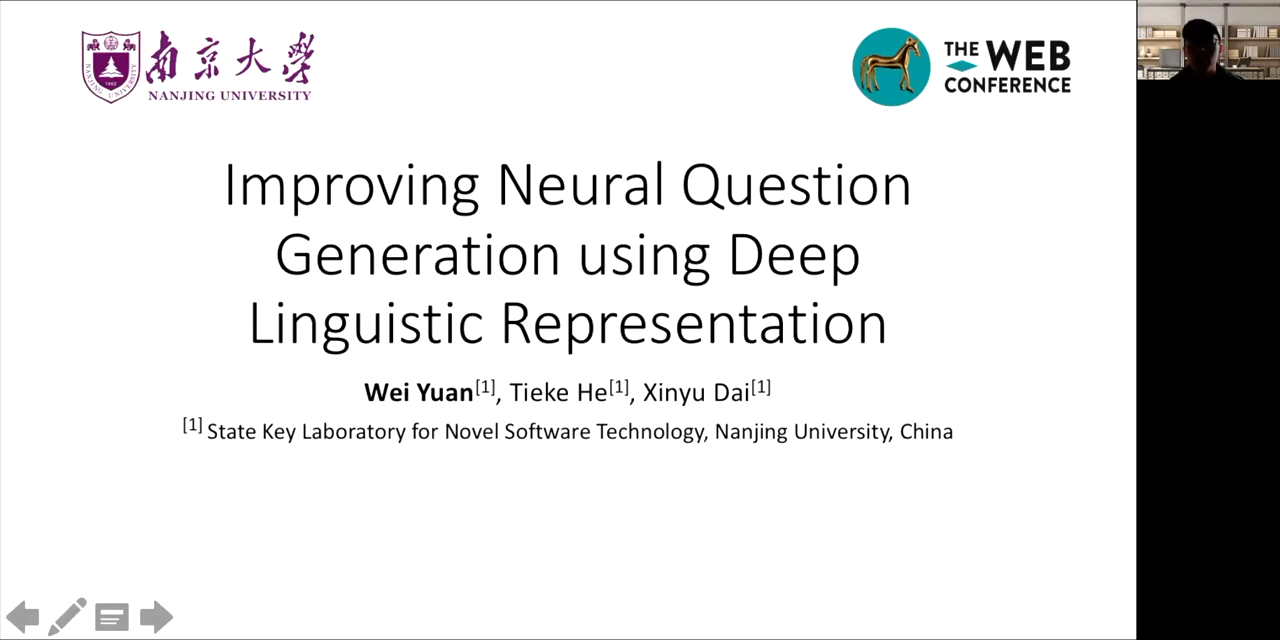 南京大学
NANJING UNIVERSITY
THE WEB
CONFERENCE
Improving Neural Question
Generation using Deep
Linguistic Representation
Wei Yuan[1], Tieke He[1], Xinyu Dai[1]
[1] State Key Laboratory for Novel Software Technology, Nanjing University, China